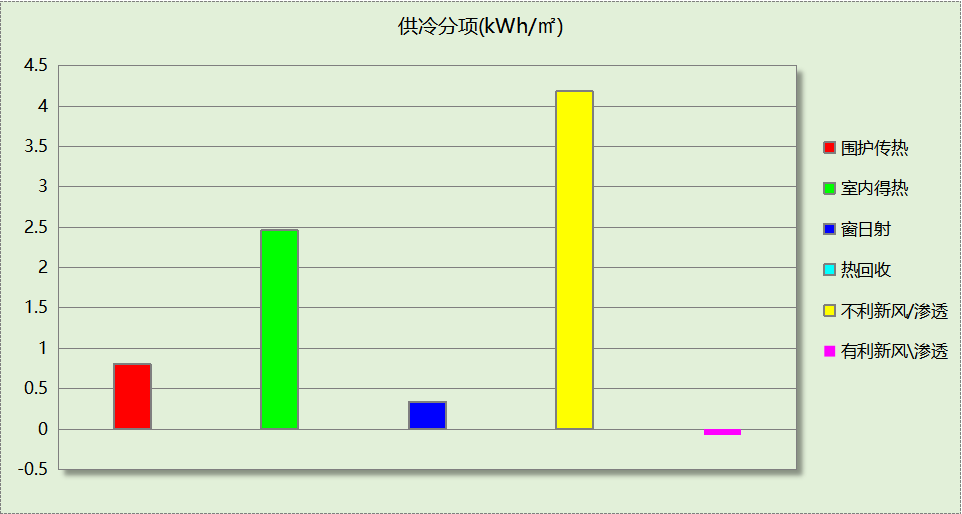 供冷分项(kWh/㎡)
4.5
4
3.5
3
2.5
2
1.5
1
0.5
0
-0.5
围护传热
室内得热
窗日射
热回收
不利新风/渗透
有利新风\渗透